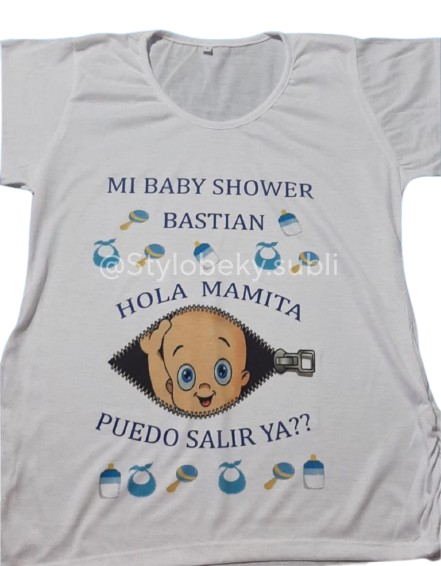 MI BABY SHOWER
BASTIAN
@Stylobeky.subli
HOLA MAMITA
PUEDO SALIR YA??